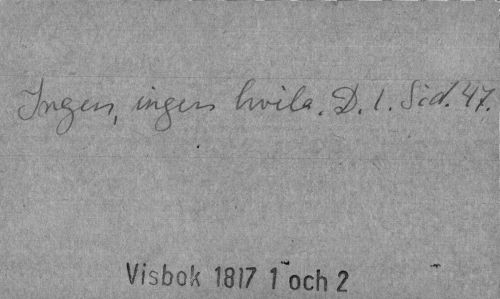 Ingen, ingen hvila. D. 1. Sid. 47.
Visbok 1817 1 och 2